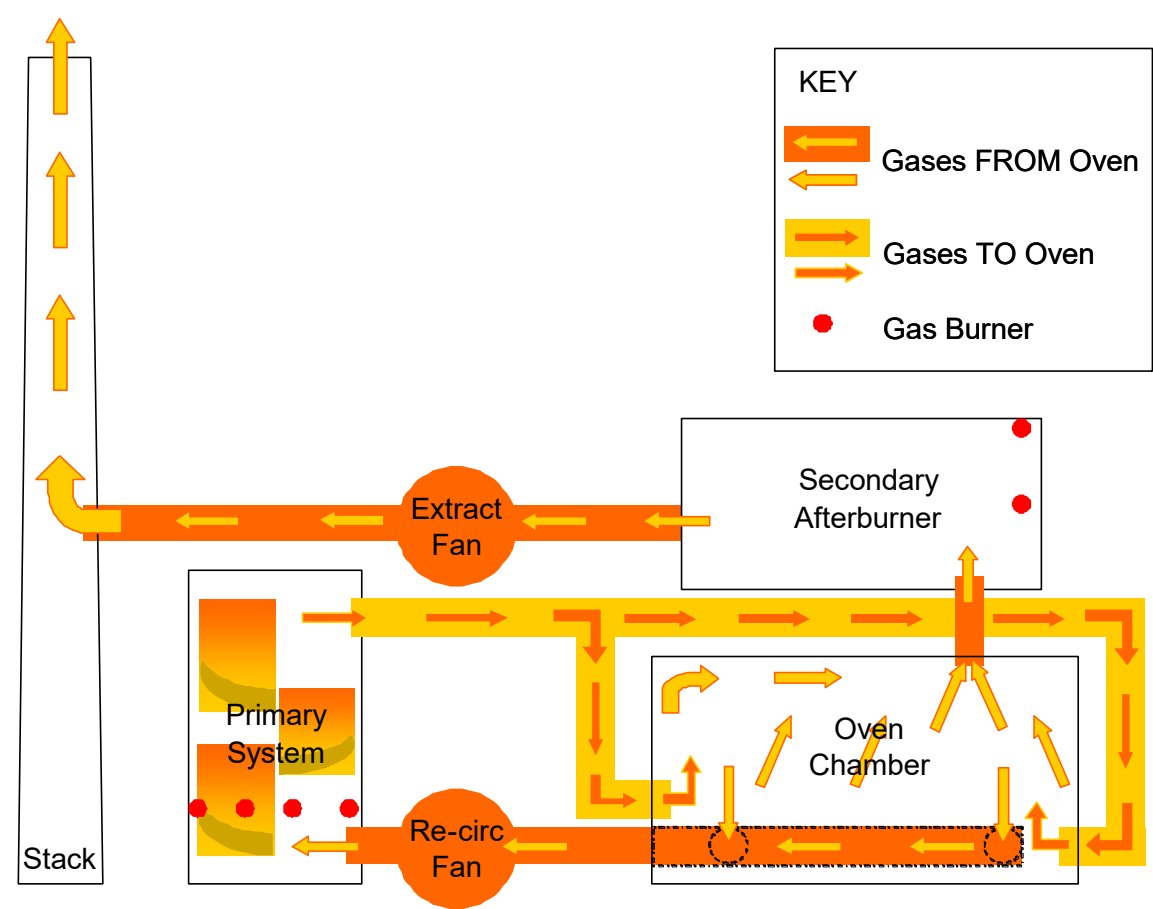 KEY
Gases FROM Oven
Gases TO Oven
Gas Burner
Secondary
Afterburner
Extract
Fan
Primary
System
Oven
Chamber
Re-circ
Fan
Stack